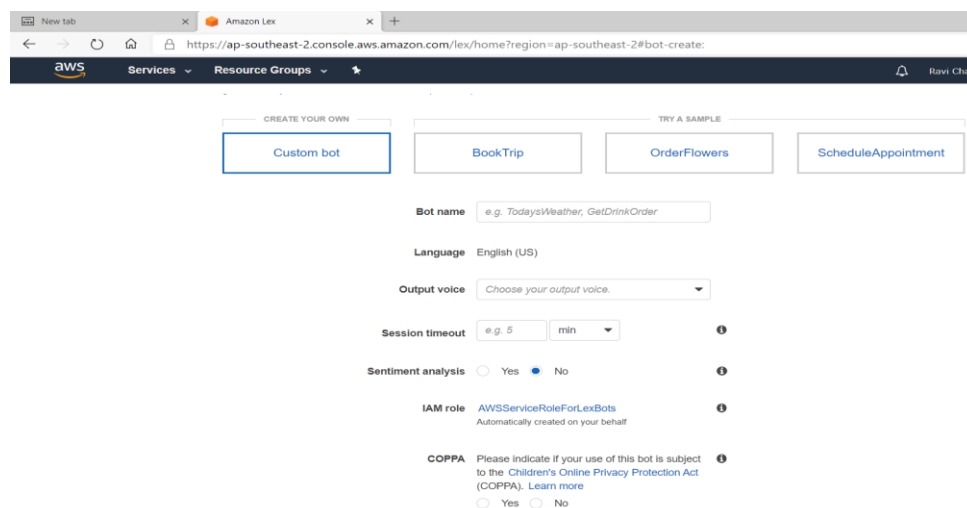 New tab
Amazon Lex
https://ap-southeast-2.console.aws.amazon.com/lex/home?region=ap-southeast-2#bot-create:
aws Services Resource Groups Ravi Cha
CREATE YOUR OWN TRY A SAMPLE
Custom bot BookTrip OrderFlowers ScheduleAppointment
Bot name e.g. TodaysWeather, GetDrinkOrder
Language English (US)
Output voice Choose your output voice.
Session timeout e.g. 5 min
Sentiment analysis Yes No
IAM role AWSServiceRoleForLexBots
Automatically created on your behalf
COPPA Please indicate if your use of this bot is subject
to the Children's Online Privacy Protection Act
(COPPA). Learn more
Yes No